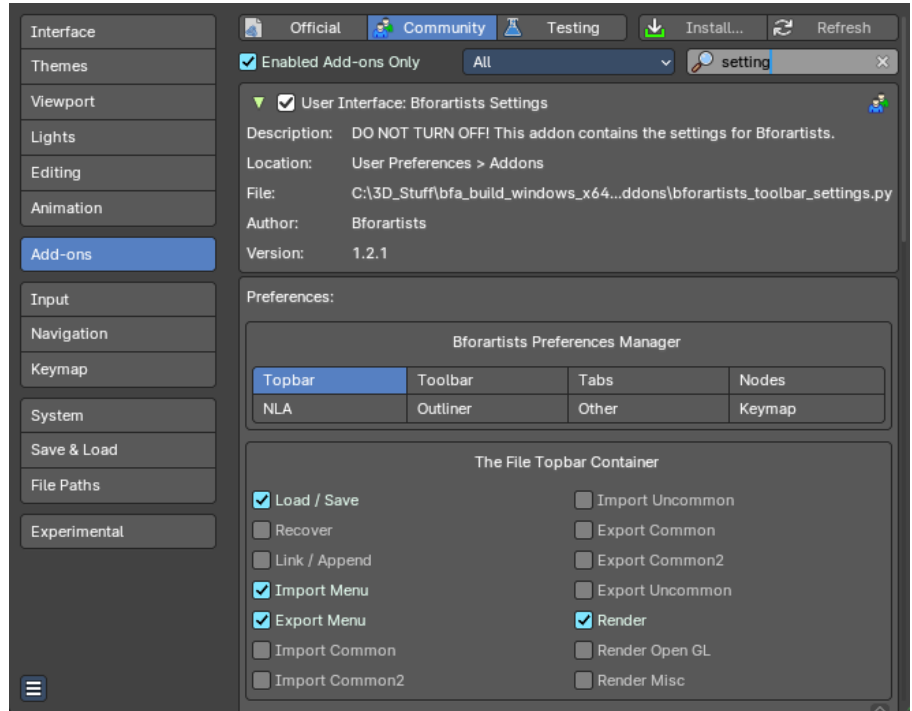 Interface
Themes
Viewport
Lights
Editing
Animation
Add-ons
Input
Navigation
Keymap
System
Save & Load
File Paths
Experimental
Official Community Testing Install... Refresh
Enabled Add-ons Only All setting
User Interface: Bforartists Settings
Description: DO NOT TURN OFF! This addon contains the settings for Bforartists.
Location: User Preferences > Addons
File: C:\3D_Stuff\bfa_build_windows_x64...ddons\bforartists_toolbar_settings.py
Author: Bforartists
Version: 1.2.1
Preferences:
Bforartists Preferences Manager
Topbar Toolbar Tabs Nodes
NLA Outliner Other Keymap
The File Topbar Container
Load / Save Import Uncommon
Recover Export Common
Link / Append Export Common2
Import Menu Export Uncommon
Export Menu Render
Import Common Render Open GL
Import Common2 Render Misc